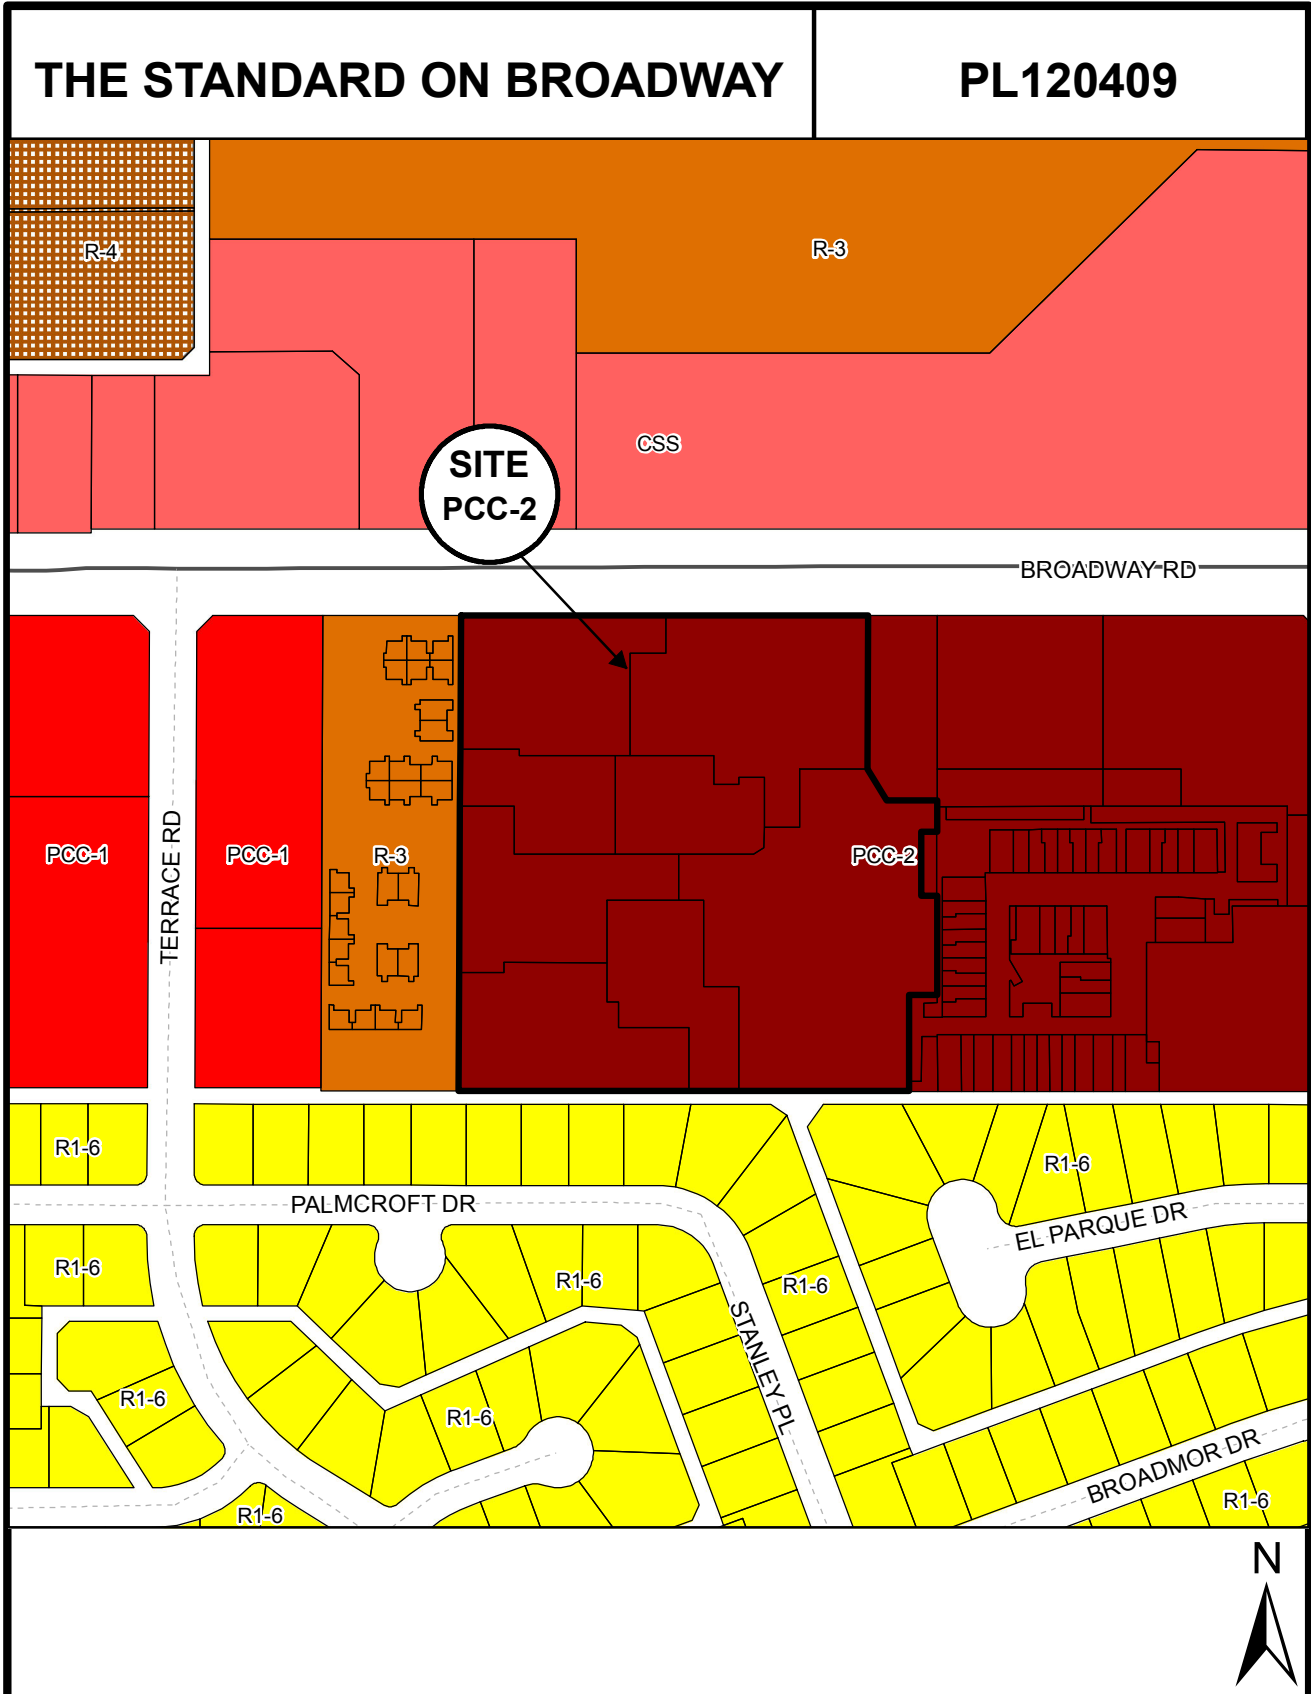 THE STANDARD ON BROADWAY
PL120409
R-4
R-3
CSS
SITE
PCC-2
BROADWAY RD
PCC-1
TERRACE RD
PCC-1
R-3
PCC-2
R1-6
R1-6
PALMCROFT DR
EL PARQUE DR
R1-6
R1-6
R1-6
STANLEY PL
R1-6
R1-6
BROADMOR DR
R1-6
R1-6
N